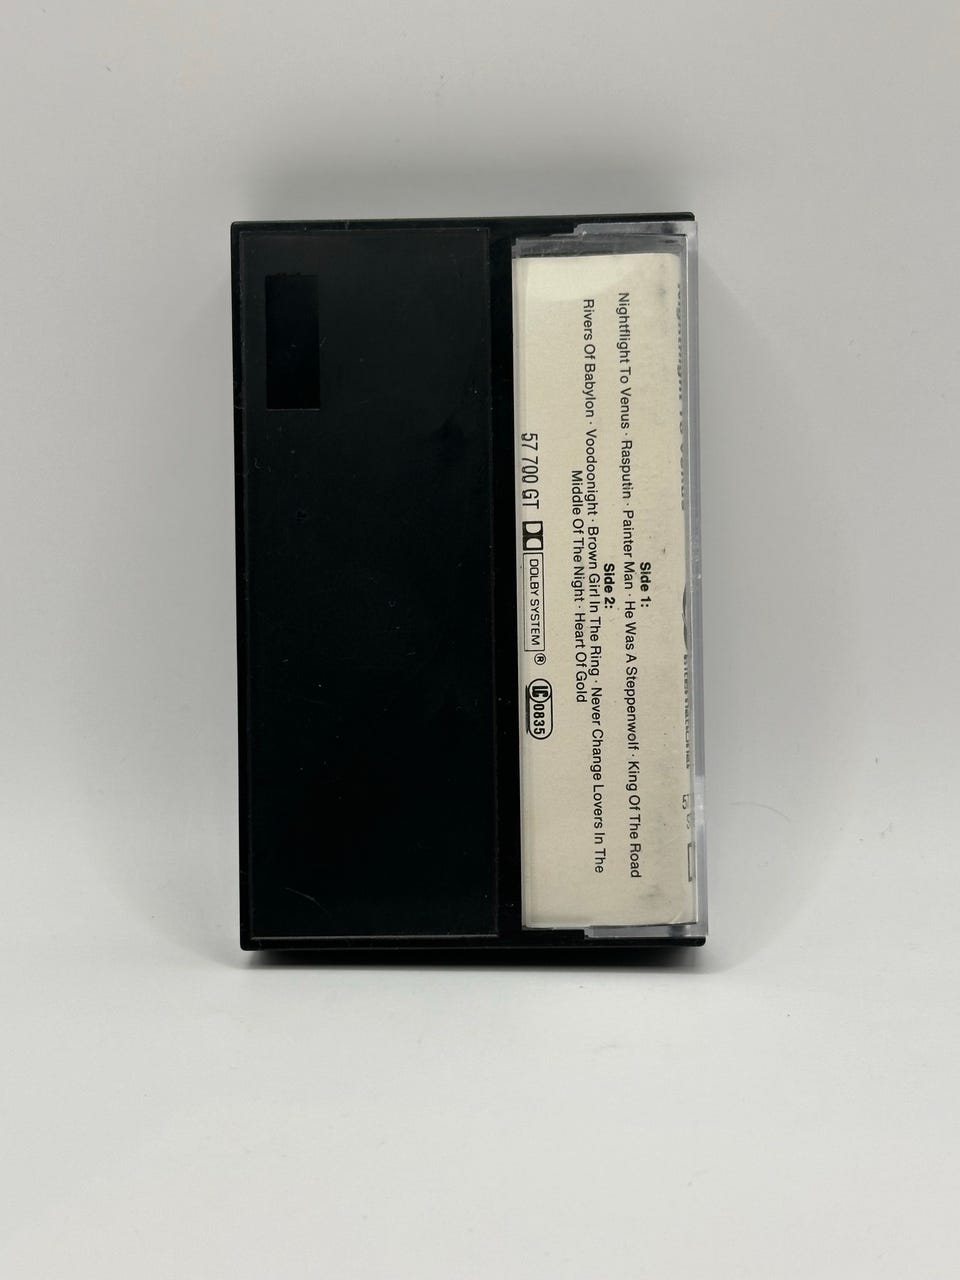 Side 1:
Nightflight To Venus · Rasputin · Painter Man · He Was A Steppenwolf · King Of The Road
Side 2:
Rivers Of Babylon · Voodoonight · Brown Girl In The Ring · Never Change Lovers In The
Middle Of The Night · Heart Of Gold
57 700 GT DOLBY SYSTEM ® LC 0835